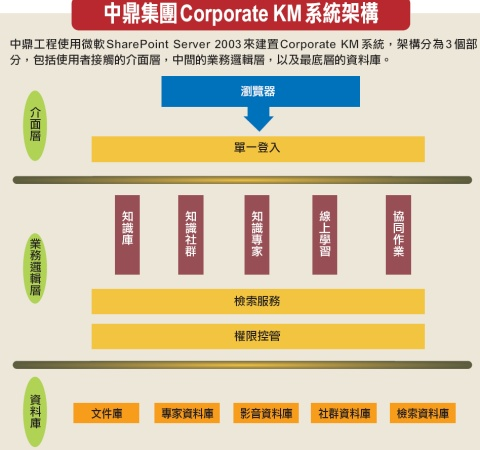 中鼎集團Corporate KM系統架構
中鼎工程使用微軟SharePoint Server 2003來建置Corporate KM系統，架構分為3個部
分，包括使用者接觸的介面層，中間的業務邏輯層，以及最底層的資料庫。
介面層
瀏覽器
單一登入
業務邏輯層
知識庫
知識社群
知識專家
線上學習
協同作業
檢索服務
權限控管
資料庫
文件庫
專家資料庫
影音資料庫
社群資料庫
檢索資料庫